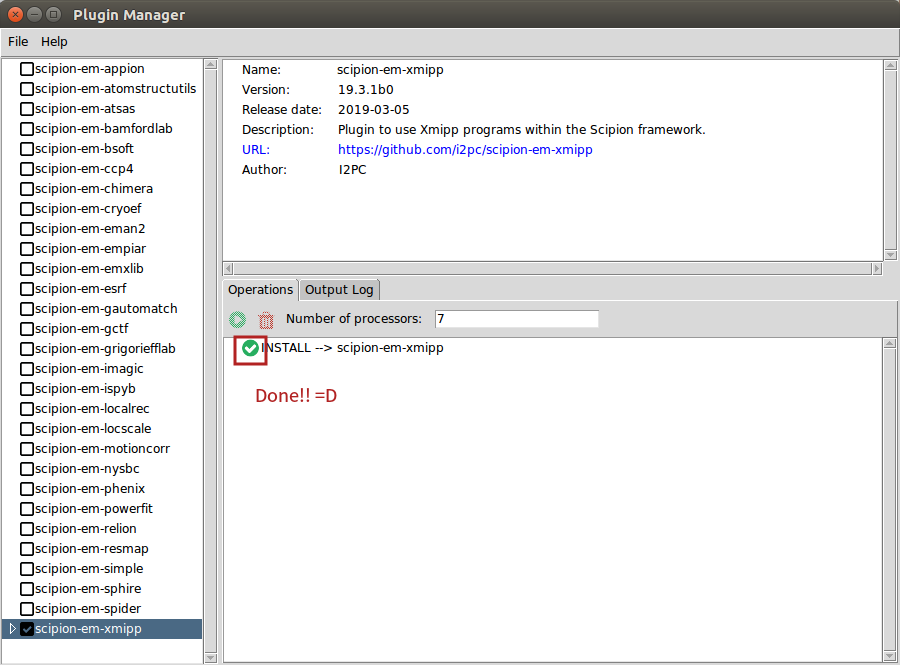 Plugin Manager
File Help
scipion-em-appion
scipion-em-atomstructutils
scipion-em-atsas
scipion-em-bamfordlab
scipion-em-bsoft
scipion-em-ccp4
scipion-em-chimera
scipion-em-cryoef
scipion-em-eman2
scipion-em-empiar
scipion-em-emxlib
scipion-em-esrf
scipion-em-gautomatch
scipion-em-gctf
scipion-em-grigoriefflab
scipion-em-imagic
scipion-em-ispyb
scipion-em-localrec
scipion-em-locscale
scipion-em-motioncorr
scipion-em-nysbc
scipion-em-phenix
scipion-em-powerfit
scipion-em-relion
scipion-em-resmap
scipion-em-simple
scipion-em-sphire
scipion-em-spider
scipion-em-xmipp
Name: scipion-em-xmipp
Version: 19.3.1b0
Release date: 2019-03-05
Description: Plugin to use Xmipp programs within the Scipion framework.
URL: https://github.com/i2pc/scipion-em-xmipp
Author: I2PC
Operations Output Log
Number of processors: 7
INSTALL --> scipion-em-xmipp
Done!! =D